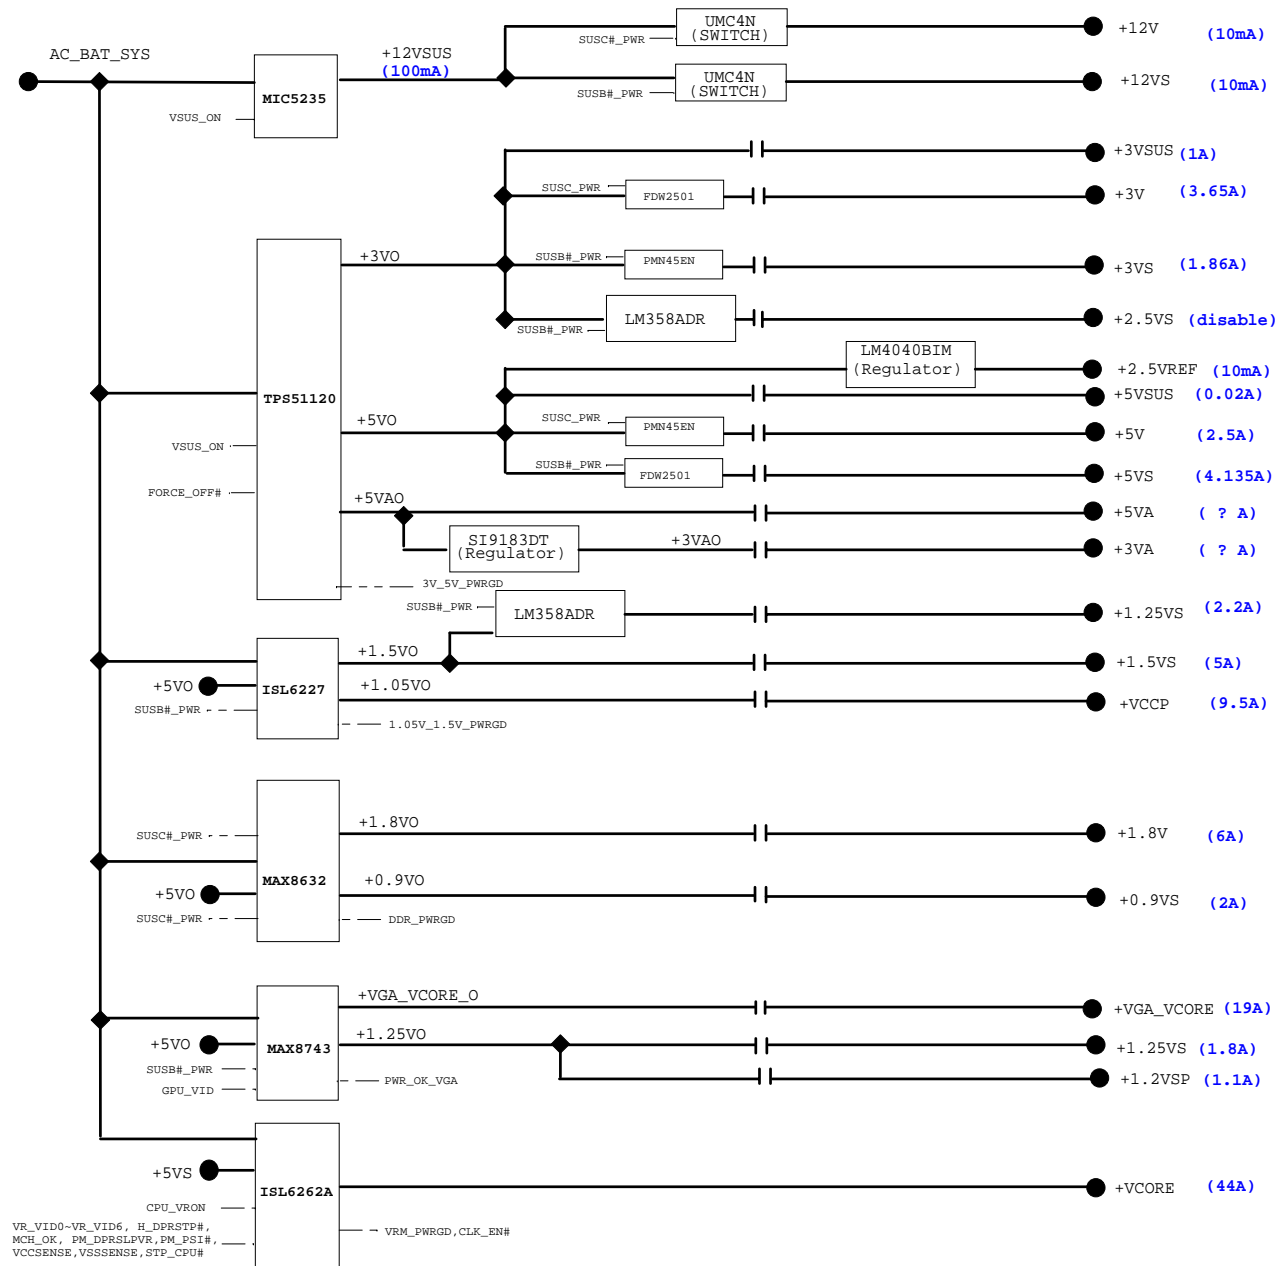 AC_BAT_SYS
MIC5235
VSUS_ON
+12VSUS
(100mA)
SUSC#_PWR
UMC4N
(SWITCH)
+12V (10mA)
SUSB#_PWR
UMC4N
(SWITCH)
+12VS (10mA)
+3VSUS (1A)
SUSC_PWR
FDW2501
+3V (3.65A)
TPS51120
VSUS_ON
FORCE_OFF#
+3VO
SUSB#_PWR
PMN45EN
+3VS (1.86A)
SUSB#_PWR
LM358ADR
+2.5VS (disable)
LM4040BIM
(Regulator)
+2.5VREF (10mA)
+5VSUS (0.02A)
+5VO
SUSC_PWR
PMN45EN
+5V (2.5A)
SUSB#_PWR
FDW2501
+5VS (4.135A)
+5VAO
+5VA ( ? A)
SI9183DT
(Regulator)
+3VAO
+3VA ( ? A)
3V_5V_PWRGD
SUSB#_PWR
LM358ADR
+1.25VS (2.2A)
ISL6227
+5VO
SUSB#_PWR
+1.5VO
+1.5VS (5A)
+1.05VO
+VCCP (9.5A)
1.05V_1.5V_PWRGD
SUSC#_PWR
MAX8632
+5VO
SUSC#_PWR
+1.8VO
+1.8V (6A)
+0.9VO
+0.9VS (2A)
DDR_PWRGD
MAX8743
+5VO
SUSB#_PWR
GPU_VID
+VGA_VCORE_O
+VGA_VCORE (19A)
+1.25VO
+1.25VS (1.8A)
+1.2VSP (1.1A)
PWR_OK_VGA
ISL6262A
+5VS
CPU_VRON
VR_VID0~VR_VID6, H_DPRSTP#,
MCH_OK, PM_DPRSLPVR,PM_PSI#,
VCCSENSE,VSSSENSE,STP_CPU#
+VCORE (44A)
VRM_PWRGD,CLK_EN#